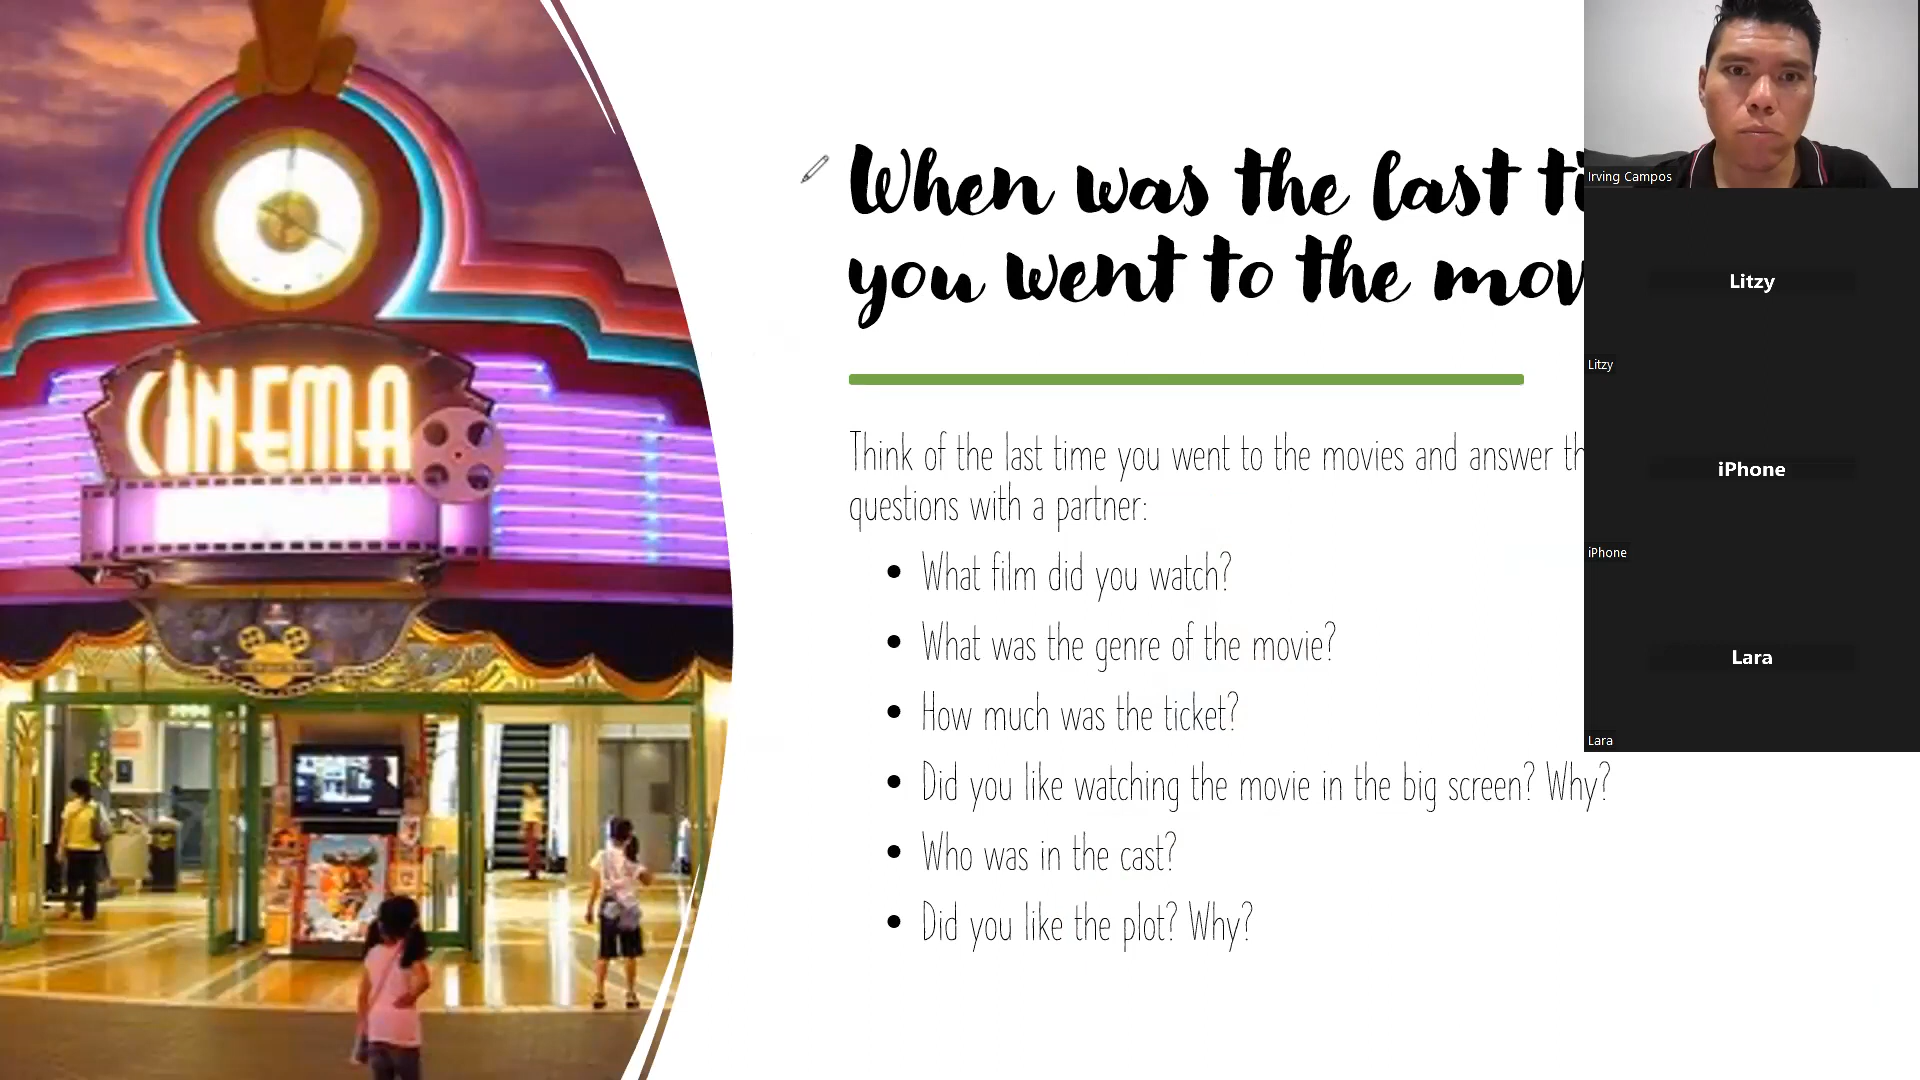 CINEMA
When was the last ti
you went to the mov
Think of the last time you went to the movies and answer th
questions with a partner:
• What film did you watch?
• What was the genre of the movie?
• How much was the ticket?
• Did you like watching the movie in the big screen? Why?
• Who was in the cast?
• Did you like the plot? Why?
Irving Campos
Litzy
Litzy
iPhone
iPhone
Lara
Lara